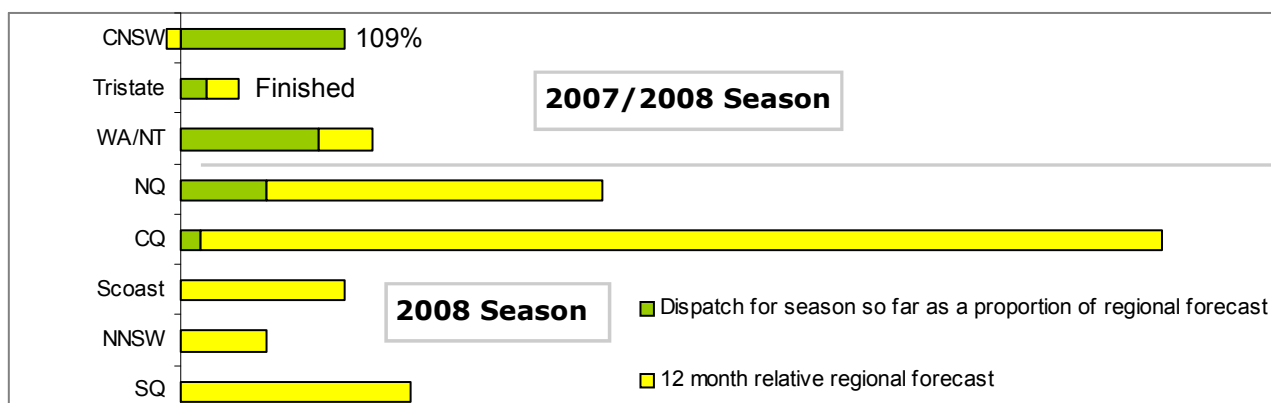 CNSW 109%
Tristate Finished
2007/2008 Season
WA/NT
NQ
CQ
Scoast
2008 Season
Dispatch for season so far as a proportion of regional forecast
NNSW
12 month relative regional forecast
SQ